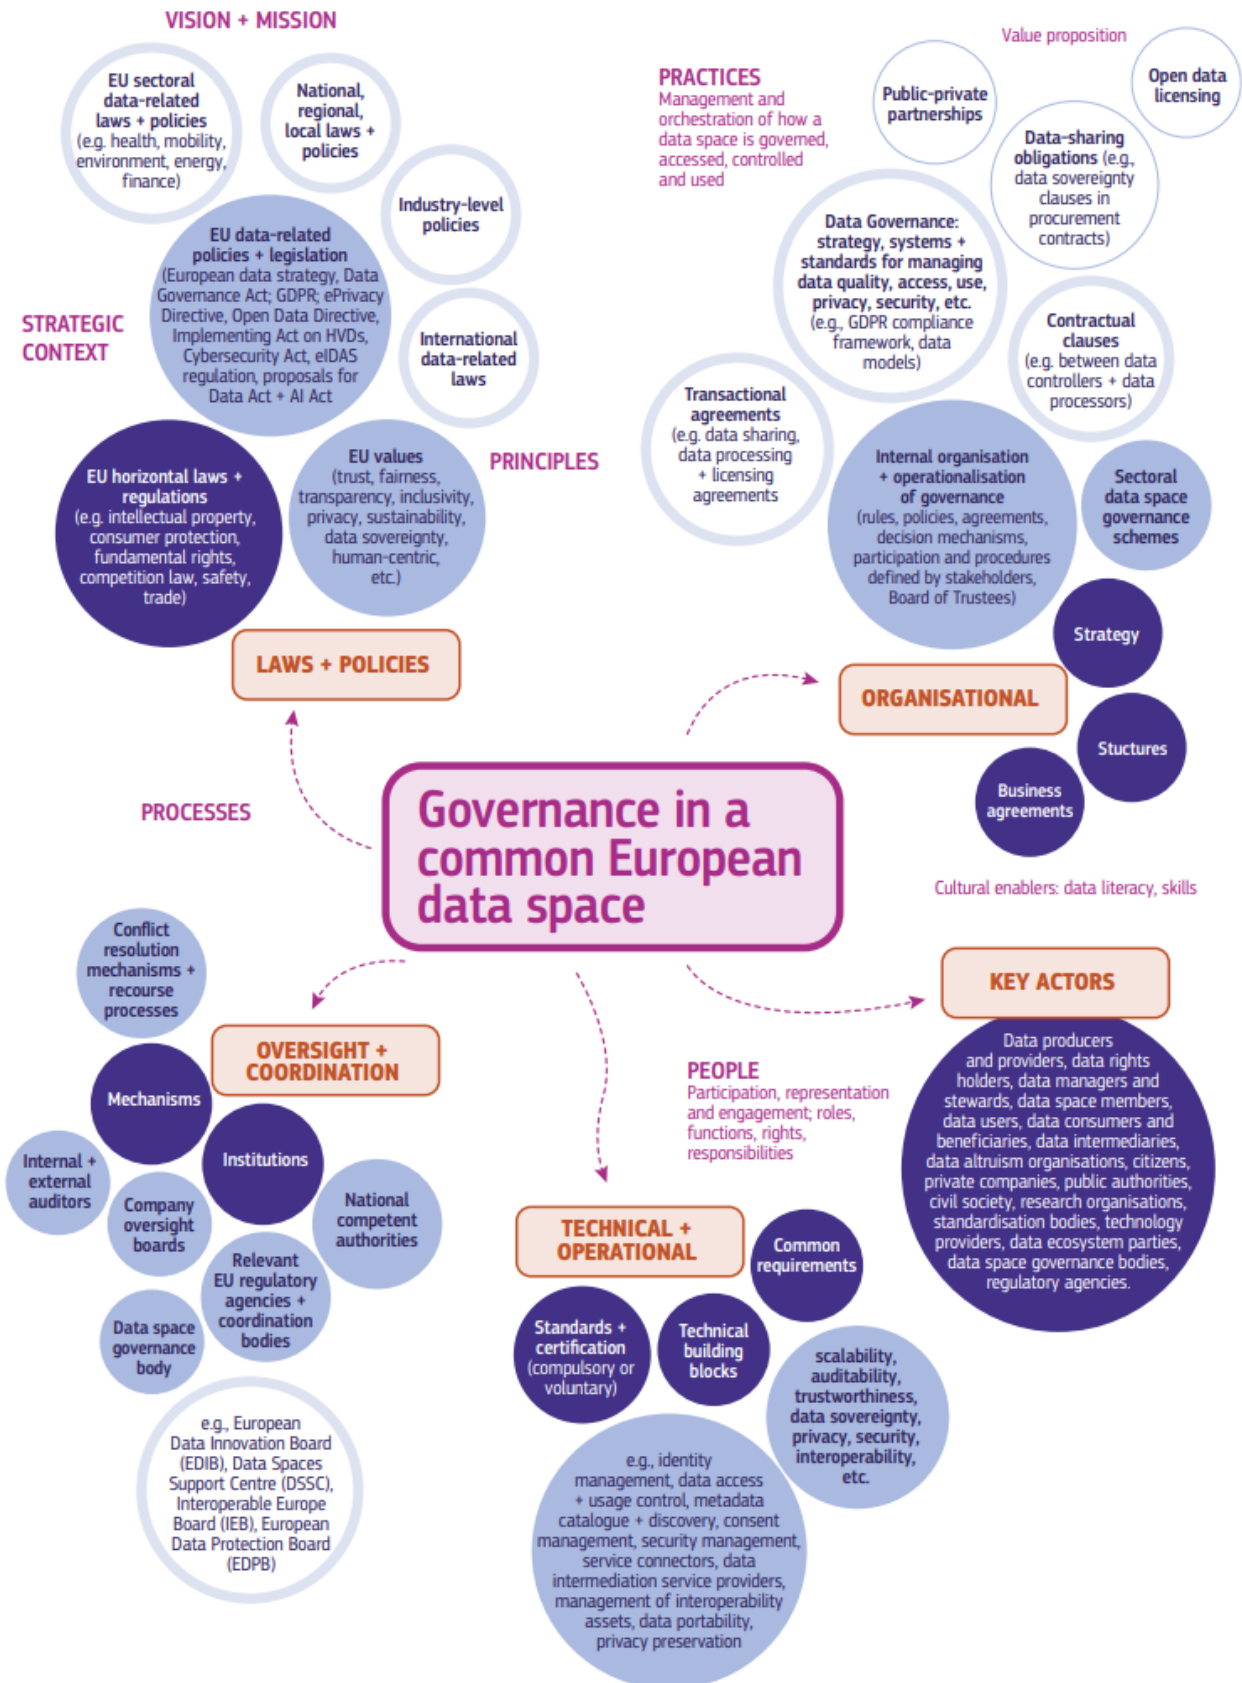 VISION + MISSION
EU sectoral
data-related
laws + policies
(e.g. health, mobility,
environment, energy,
finance)
National,
regional,
local laws +
policies
Industry-level
policies
EU data-related
policies + legislation
(European data strategy, Data
Governance Act; GDPR; ePrivacy
Directive, Open Data Directive,
Implementing Act on HVDs,
Cybersecurity Act, eIDAS
regulation, proposals for
Data Act + AI Act
STRATEGIC
CONTEXT
International
data-related
laws
EU horizontal laws +
regulations
(e.g. intellectual property,
consumer protection,
fundamental rights,
competition law, safety,
trade)
EU values
(trust, fairness,
transparency, inclusivity,
privacy, sustainability,
data sovereignty,
human-centric,
etc.)
PRINCIPLES
LAWS + POLICIES
PRACTICES
Management and
orchestration of how a
data space is governed,
accessed, controlled
and used
Value proposition
Public-private
partnerships
Open data
licensing
Data-sharing
obligations (e.g.,
data sovereignty
clauses in
procurement
contracts)
Data Governance:
strategy, systems +
standards for managing
data quality, access, use,
privacy, security, etc.
(e.g., GDPR compliance
framework, data
models)
Contractual
clauses
(e.g. between data
controllers + data
processors)
Transactional
agreements
(e.g. data sharing,
data processing
+ licensing
agreements
Internal organisation
+ operationalisation
of governance
(rules, policies, agreements,
decision mechanisms,
participation and procedures
defined by stakeholders,
Board of Trustees)
Sectoral
data space
governance
schemes
Strategy
ORGANISATIONAL
Stuctures
Business
agreements
Cultural enablers: data literacy, skills
PROCESSES
Governance in a
common European
data space
Conflict
resolution
mechanisms +
recourse
processes
OVERSIGHT +
COORDINATION
Mechanisms
Institutions
Internal +
external
auditors
Company
oversight
boards
National
competent
authorities
Relevant
EU regulatory
agencies +
coordination
bodies
Data space
governance
body
e.g., European
Data Innovation Board
(EDIB), Data Spaces
Support Centre (DSSC),
Interoperable Europe
Board (IEB), European
Data Protection Board
(EDPB)
PEOPLE
Participation, representation
and engagement; roles,
functions, rights,
responsibilities
KEY ACTORS
Data producers
and providers, data rights
holders, data managers and
stewards, data space members,
data users, data consumers and
beneficiaries, data intermediaries,
data altruism organisations, citizens,
private companies, public authorities,
civil society, research organisations,
standardisation bodies, technology
providers, data ecosystem parties,
data space governance bodies,
regulatory agencies.
TECHNICAL +
OPERATIONAL
Common
requirements
Standards +
certification
(compulsory or
voluntary)
Technical
building
blocks
scalability,
auditability,
trustworthiness,
data sovereignty,
privacy, security,
interoperability,
etc.
e.g., identity
management, data access
+ usage control, metadata
catalogue + discovery, consent
management, security management,
service connectors, data
intermediation service providers,
management of interoperability
assets, data portability,
privacy preservation